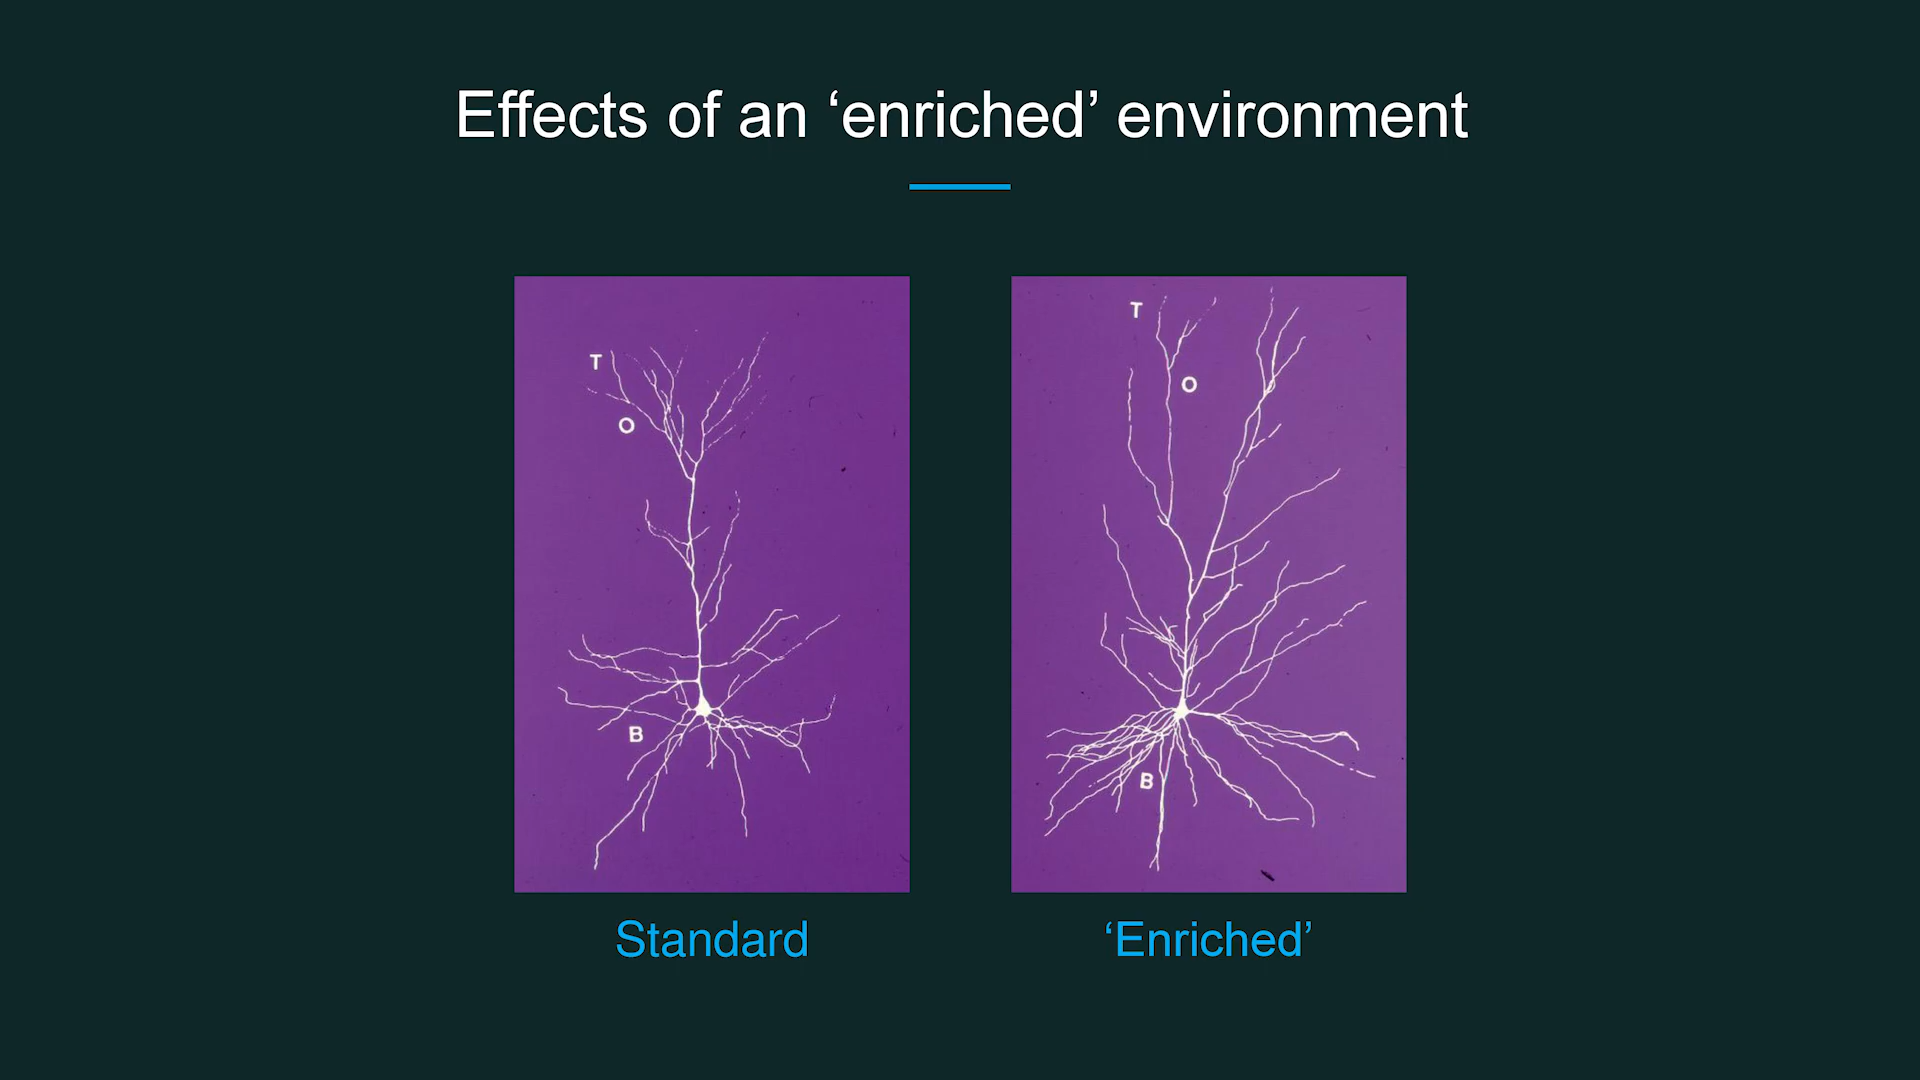 Effects of an ‘enriched’ environment
T
O
B
T
O
B
Standard
‘Enriched’